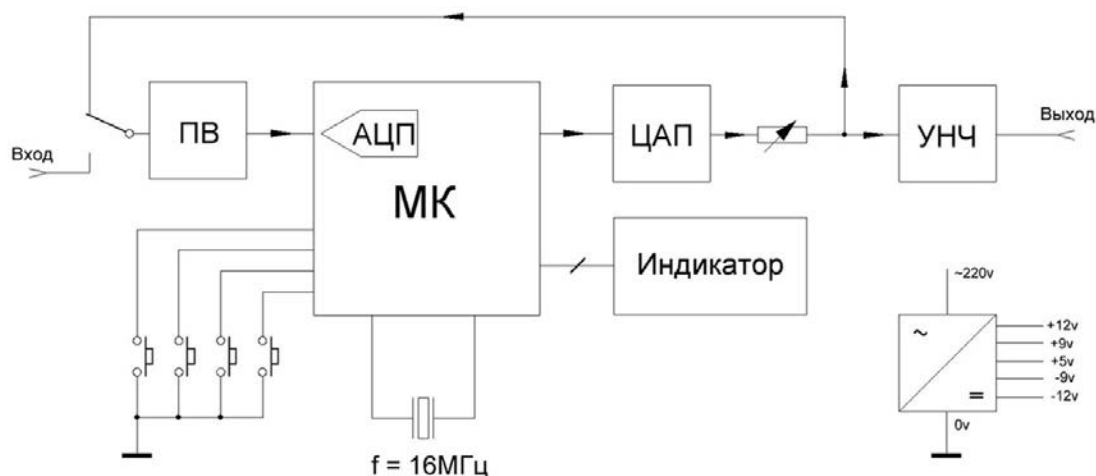 ПВ
АЦП
ЦАП
УНЧ
Выход
Вход
МК
Индикатор
~220v
~
+12v
+9v
+5v
-9v
=
-12v
0v
f = 16МГц